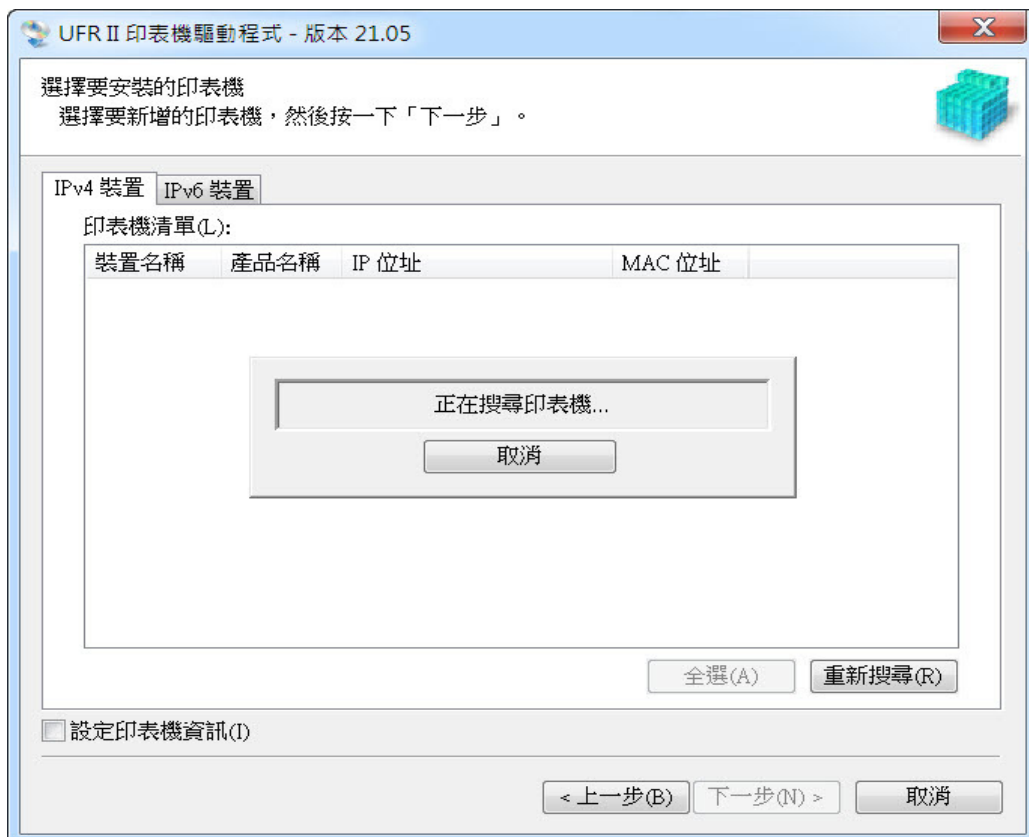 UFR II 印表機驅動程式 - 版本 21.05
選擇要安裝的印表機
選擇要新增的印表機，然後按一下「下一步」。
IPv4 裝置 IPv6 裝置
印表機清單(L):
裝置名稱 產品名稱 IP 位址 MAC 位址
正在搜尋印表機...
取消
全選(A) 重新搜尋(R)
設定印表機資訊(I)
< 上一步(B) 下一步(N) > 取消